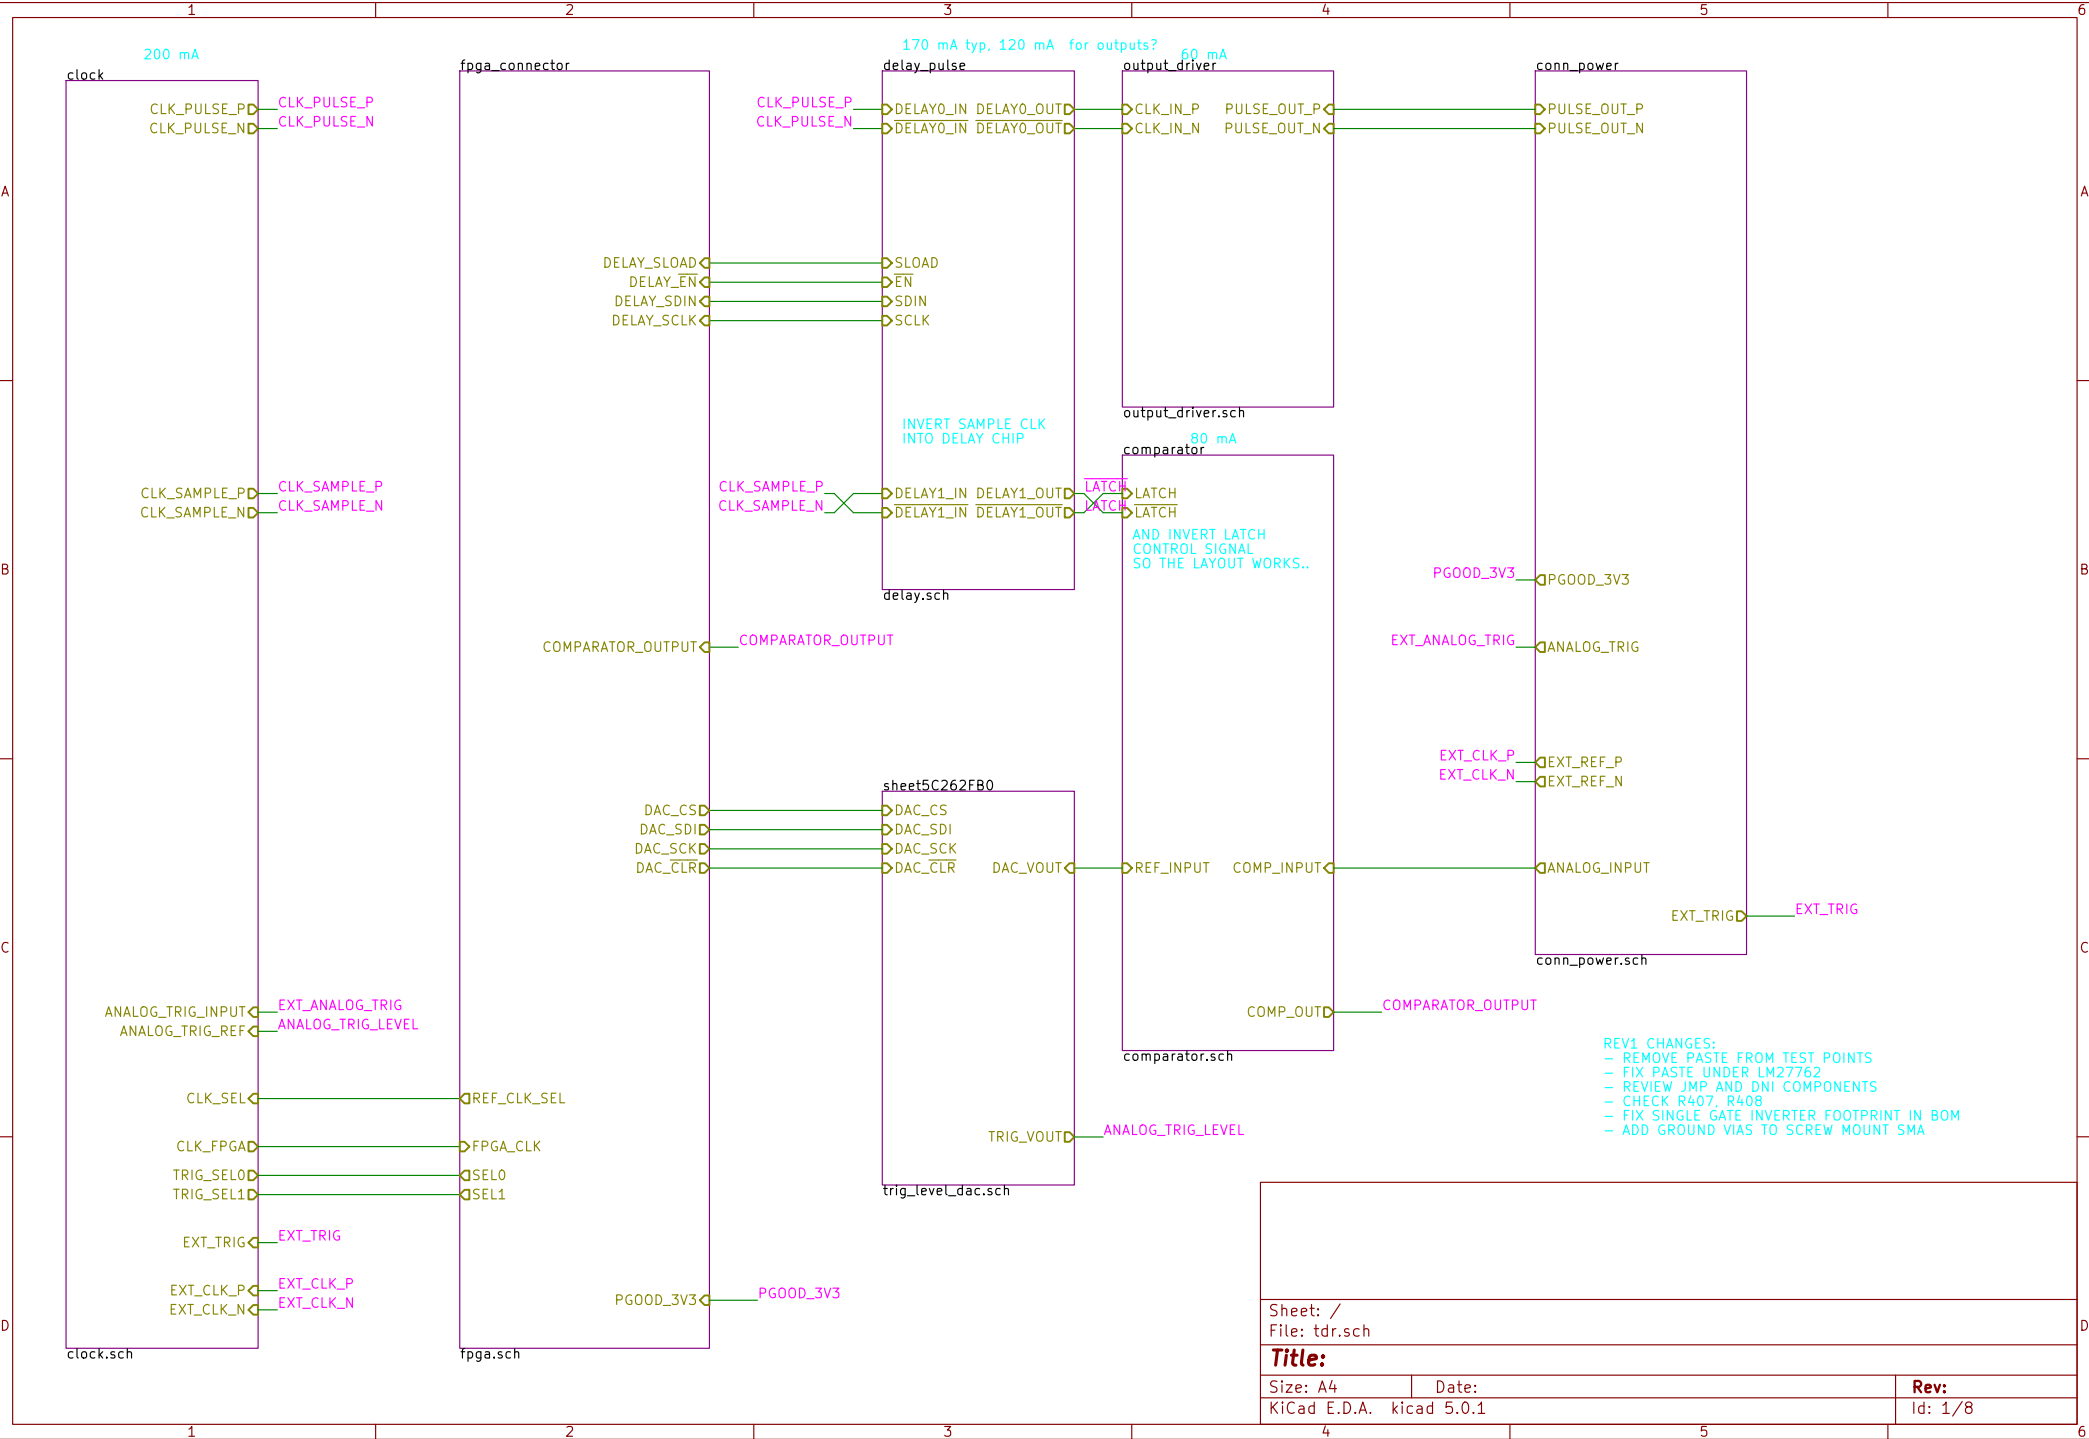 1 2 3 4 5 6
200 mA
170 mA typ, 120 mA  for outputs?
60 mA
clock
CLK_PULSE_P
CLK_PULSE_N
CLK_PULSE_P
CLK_PULSE_N
CLK_SAMPLE_P
CLK_SAMPLE_N
CLK_SAMPLE_P
CLK_SAMPLE_N
ANALOG_TRIG_INPUT
ANALOG_TRIG_REF
EXT_ANALOG_TRIG
ANALOG_TRIG_LEVEL
CLK_SEL
CLK_FPGA
TRIG_SEL0
TRIG_SEL1
EXT_TRIG
EXT_TRIG
EXT_CLK_P
EXT_CLK_N
EXT_CLK_P
EXT_CLK_N
clock.sch
fpga_connector
DELAY_SLOAD
DELAY_EN
DELAY_SDIN
DELAY_SCLK
COMPARATOR_OUTPUT
COMPARATOR_OUTPUT
DAC_CS
DAC_SDI
DAC_SCK
DAC_CLR
REF_CLK_SEL
FPGA_CLK
SEL0
SEL1
PGOOD_3V3
PGOOD_3V3
fpga.sch
delay_pulse
CLK_PULSE_P
CLK_PULSE_N
DELAY0_IN DELAY0_OUT
DELAY0_IN DELAY0_OUT
SLOAD
EN
SDIN
SCLK
INVERT SAMPLE CLK
INTO DELAY CHIP
CLK_SAMPLE_P
CLK_SAMPLE_N
DELAY1_IN DELAY1_OUT
DELAY1_IN DELAY1_OUT
LATCH
LATCH
delay.sch
sheet5C262FB0
DAC_CS
DAC_SDI
DAC_SCK
DAC_CLR
DAC_VOUT
TRIG_VOUT
ANALOG_TRIG_LEVEL
trig_level_dac.sch
output_driver
CLK_IN_P
CLK_IN_N
PULSE_OUT_P
PULSE_OUT_N
output_driver.sch
80 mA
comparator
LATCH
LATCH
AND INVERT LATCH
CONTROL SIGNAL
SO THE LAYOUT WORKS..
REF_INPUT
COMP_INPUT
COMP_OUT
COMPARATOR_OUTPUT
comparator.sch
conn_power
PULSE_OUT_P
PULSE_OUT_N
PGOOD_3V3
PGOOD_3V3
EXT_ANALOG_TRIG
ANALOG_TRIG
EXT_CLK_P
EXT_CLK_N
EXT_REF_P
EXT_REF_N
ANALOG_INPUT
EXT_TRIG
EXT_TRIG
conn_power.sch
REV1 CHANGES:
- REMOVE PASTE FROM TEST POINTS
- FIX PASTE UNDER LM27762
- REVIEW JMP AND DNI COMPONENTS
- CHECK R407, R408
- FIX SINGLE GATE INVERTER FOOTPRINT IN BOM
- ADD GROUND VIAS TO SCREW MOUNT SMA
A A
B B
C C
D D
Sheet: /
File: tdr.sch
Title:
Size: A4
Date:
Rev:
KiCad E.D.A.  kicad 5.0.1
Id: 1/8
1 2 3 4 5 6